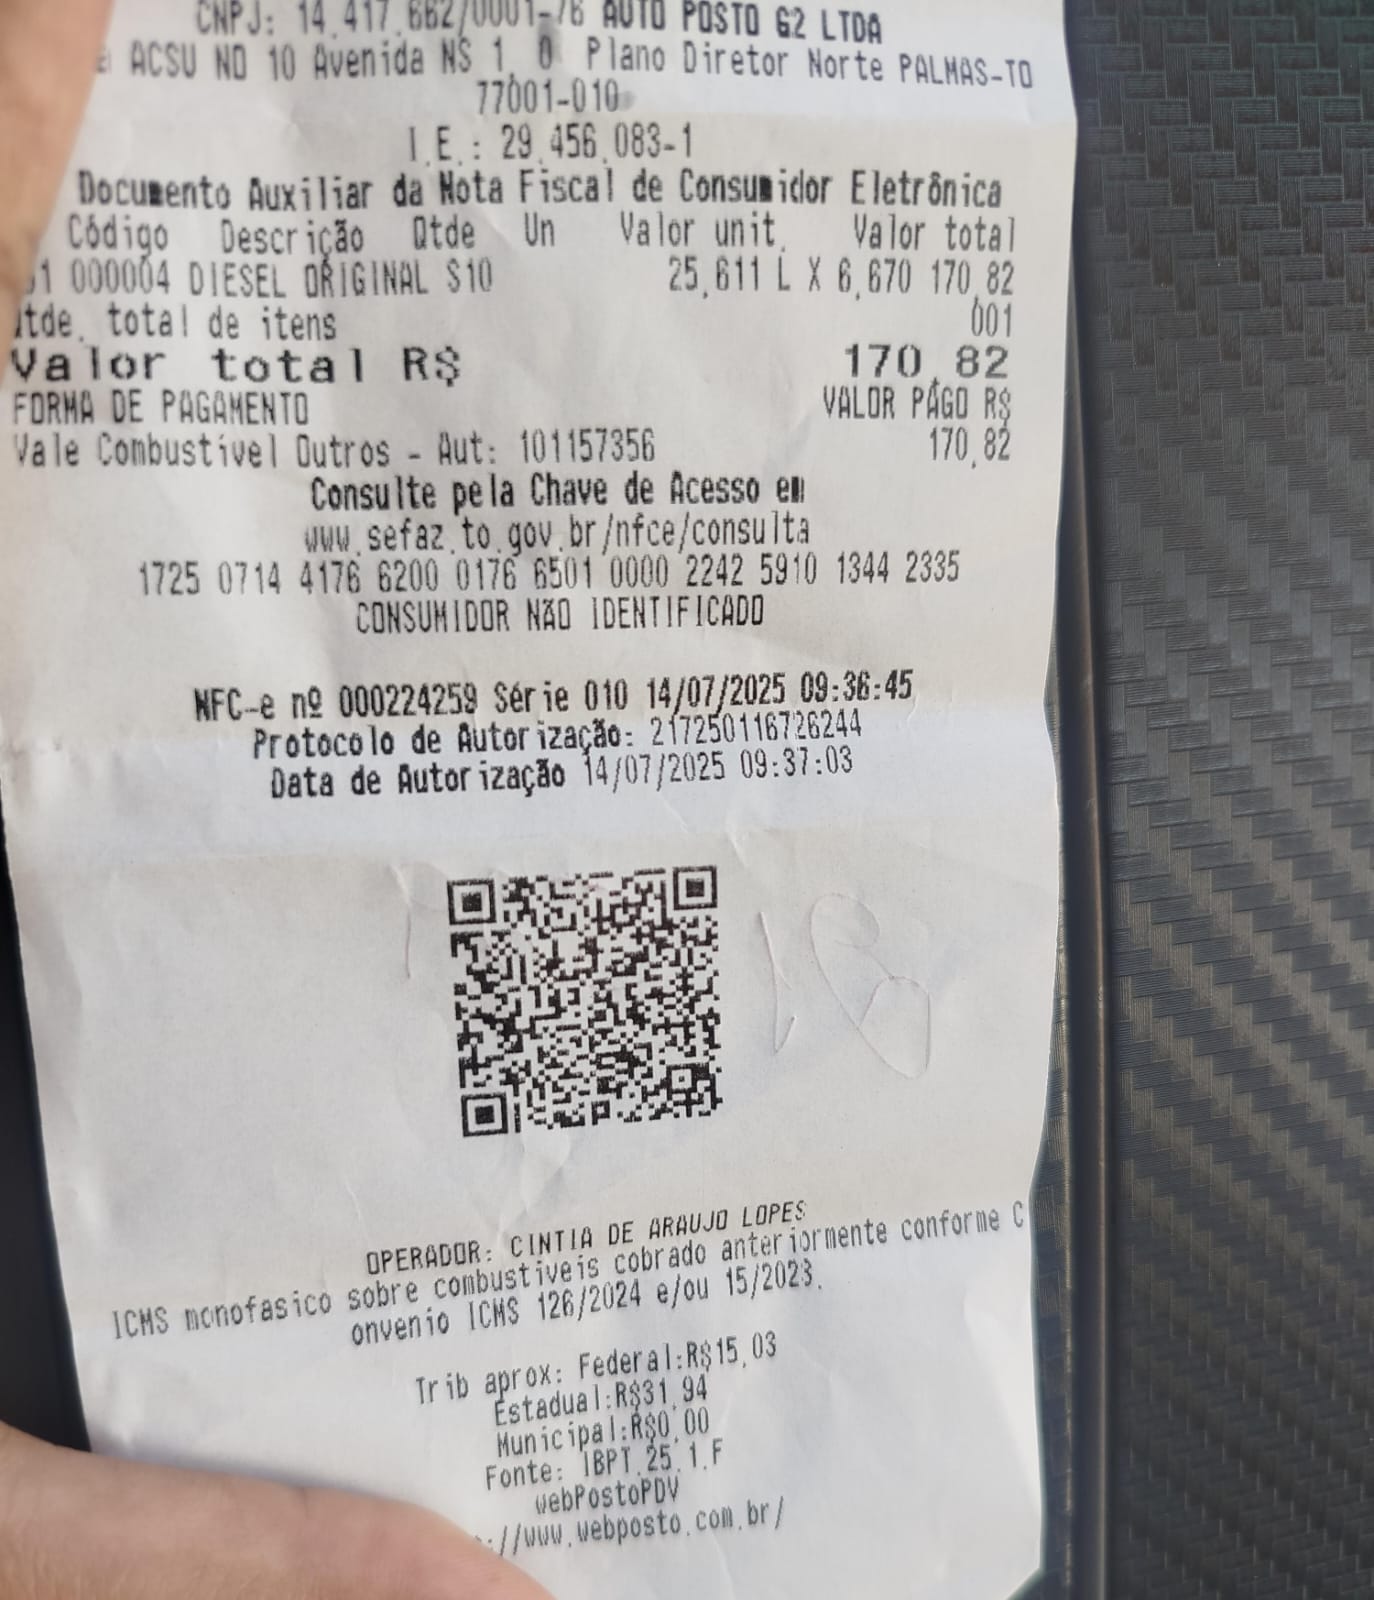 CNPJ: 14.417.662/0001-76 AUTO POSTO G2 LTDA
ACSU NO 10 Avenida NS 1, 0 Plano Diretor Norte PALMAS-TO
77001-010
I.E.: 29.456.083-1
Documento Auxiliar da Nota Fiscal de Consumidor Eletrônica
Código Descrição Qtde Un Valor unit. Valor total
01 000004 DIESEL ORIGINAL S10 25,611 L X 6,670 170,82
Qtde. total de itens 001
Valor total R$ 170,82
FORMA DE PAGAMENTO VALOR PAGO R$
Vale Combustível Outros - Aut: 101157356 170,82
Consulte pela Chave de Acesso em
www.sefaz.to.gov.br/nfce/consulta
1725 0714 4176 6200 0176 6501 0000 2242 5910 1344 2335
CONSUMIDOR NÃO IDENTIFICADO
NFC-e nº 000224259 Série 010 14/07/2025 09:36:45
Protocolo de Autorização: 217250116726244
Data de Autorização 14/07/2025 09:37:03
OPERADOR: CINTIA DE ARAUJO LOPES
ICMS monofasico sobre combustiveis cobrado anteriormente conforme C
onvenio ICMS 126/2024 e/ou 15/2023.
Trib aprox: Federal:R$15,03
Estadual:R$31,94
Municipal:R$0,00
Fonte: IBPT.25.1.F
webPostoPDV
://www.webposto.com.br/